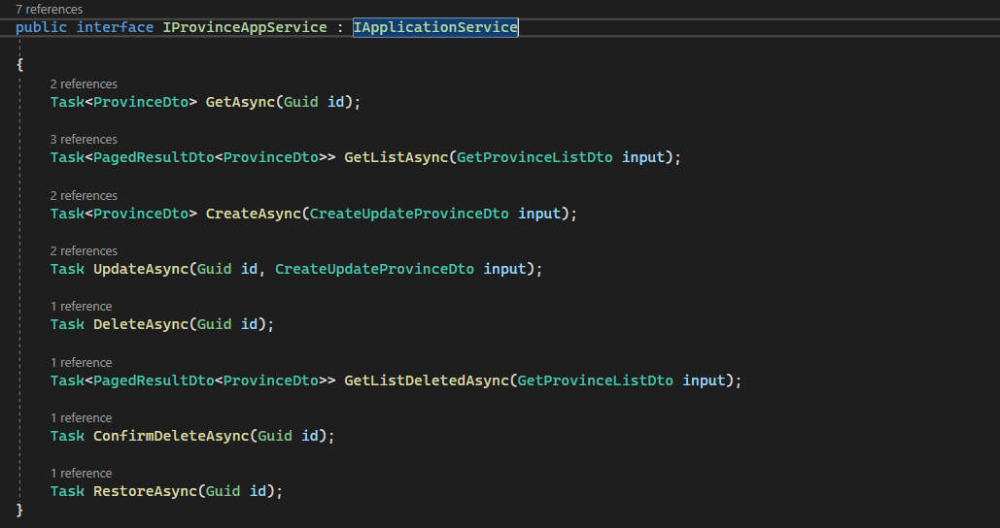 7 references
public interface IProvinceAppService : IApplicationService
{
2 references
Task<ProvinceDto> GetAsync(Guid id);
3 references
Task<PagedResultDto<ProvinceDto>> GetListAsync(GetProvinceListDto input);
2 references
Task<ProvinceDto> CreateAsync(CreateUpdateProvinceDto input);
2 references
Task UpdateAsync(Guid id, CreateUpdateProvinceDto input);
1 reference
Task DeleteAsync(Guid id);
1 reference
Task<PagedResultDto<ProvinceDto>> GetListDeletedAsync(GetProvinceListDto input);
1 reference
Task ConfirmDeleteAsync(Guid id);
1 reference
Task RestoreAsync(Guid id);
}